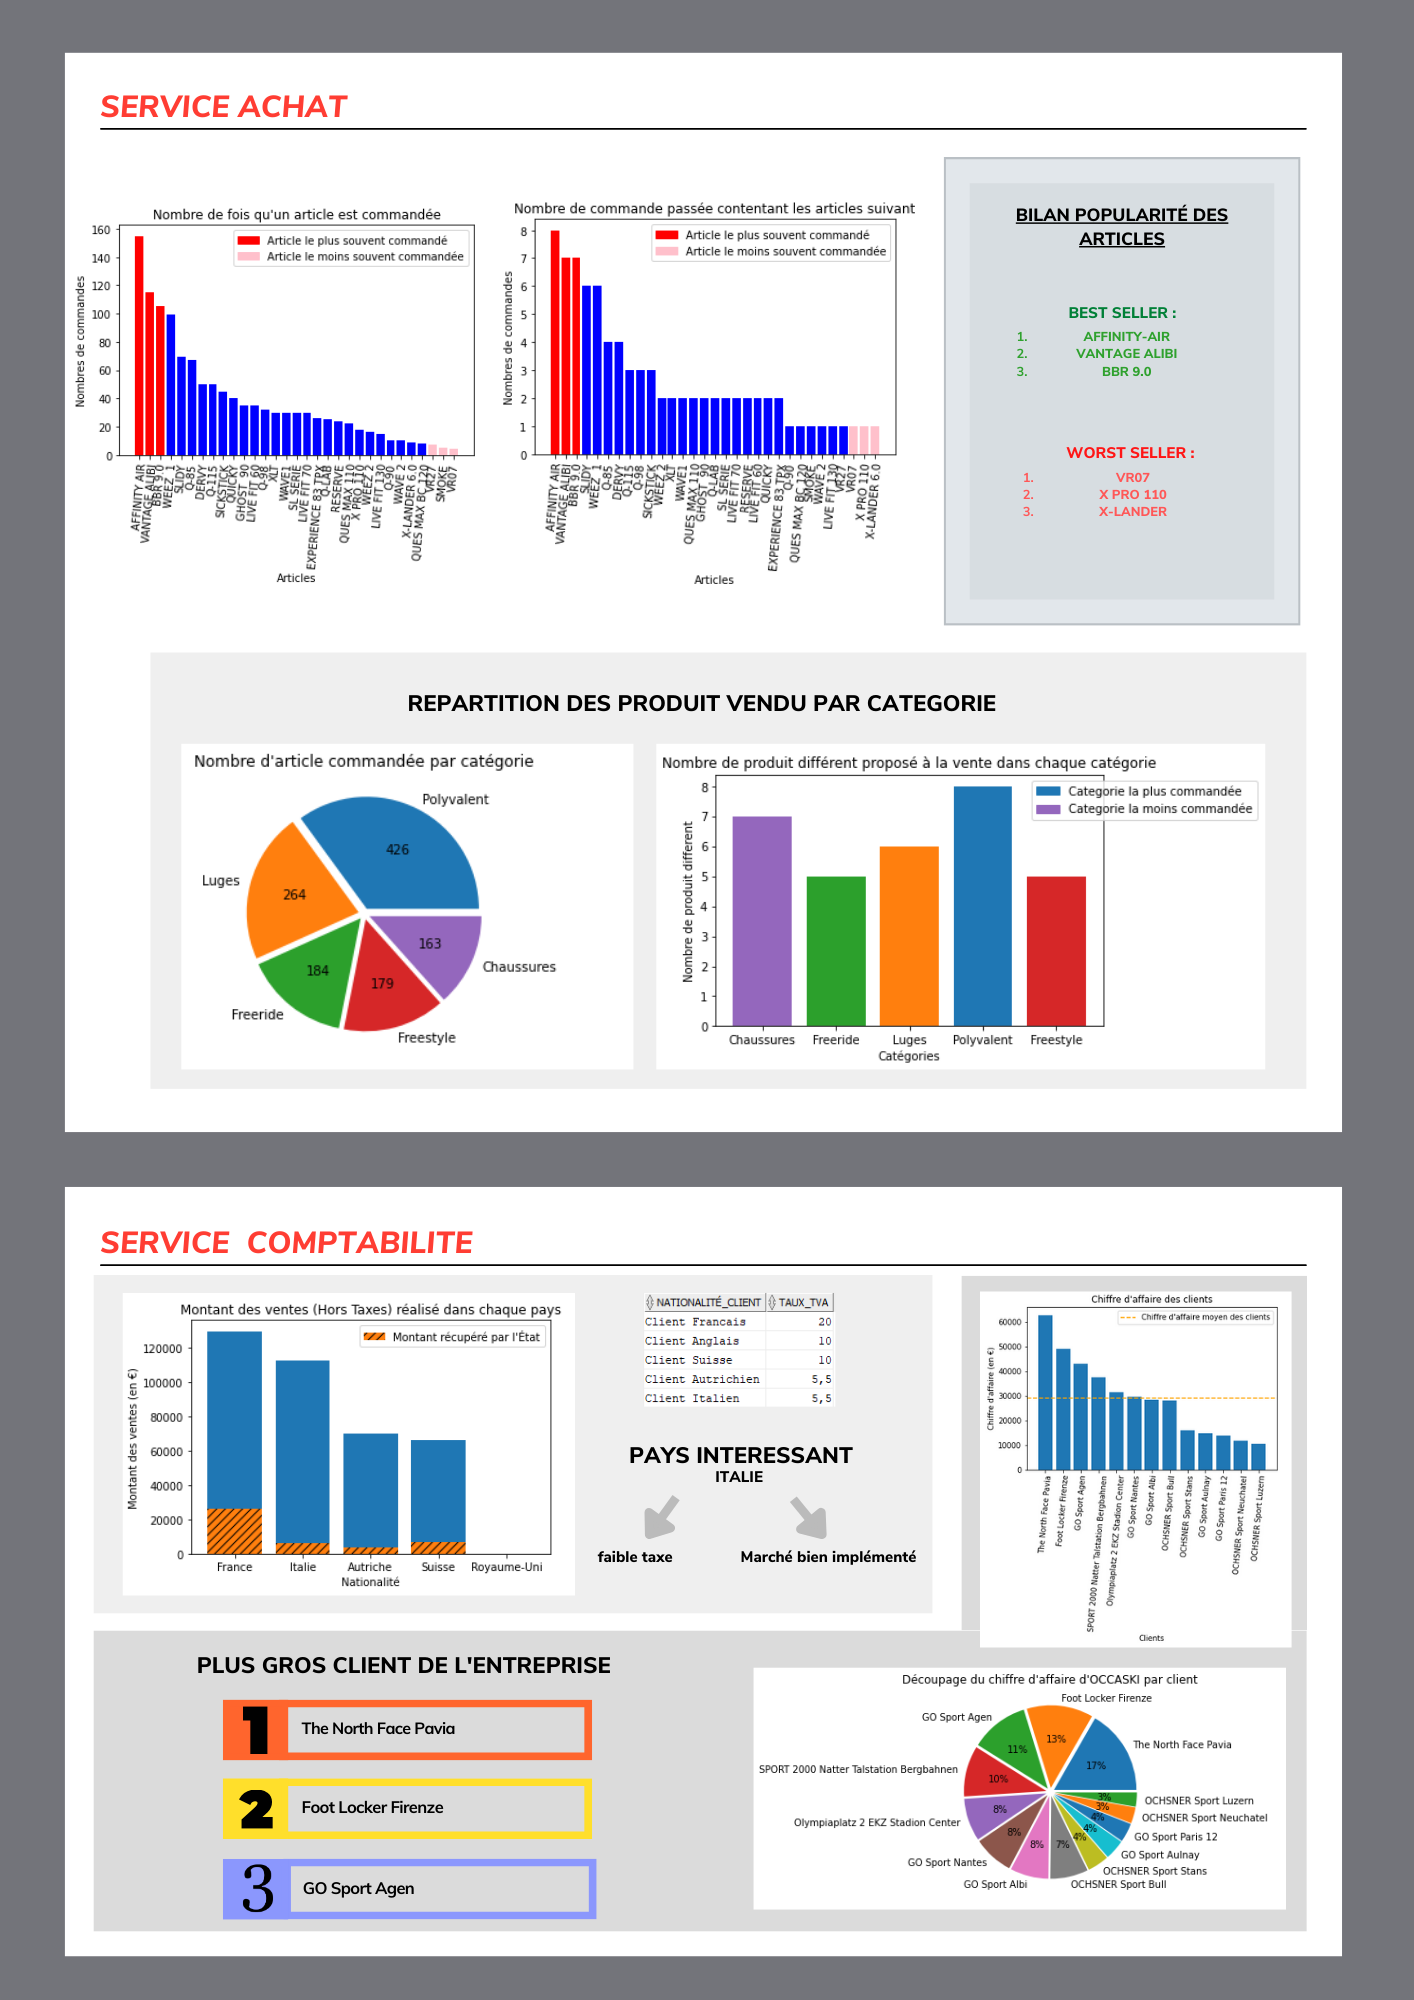 SERVICE ACHAT
Nombre de fois qu'un article est commandée
Article le plus souvent commandé
Article le moins souvent commandée
Nombres de commandes
160
140
120
100
80
60
40
20
0
AFFINITY AIR
VANTAGE ALIBI
BBR 9.0
WEEZ 1
SLIDY
Q-85
DERVY
Q-115
SICKSTICK
QUICKY
GHOST 90
LIVE FIT 60
Q-98
XLT
WAVE1
SL SERIE
LIVE FIT 70
EXPERIENCE 83 TPX
Q-LAB
RESERVE
QUES MAX 110
X PRO 110
WEEZ 2
LIVE FIT 130
Q-90
WAVE 2
X-LANDER 6.0
QUES MAX BC 120
VR27
SMOKE
VR07
Articles
Nombre de commande passée contentant les articles suivant
Article le plus souvent commandé
Article le moins souvent commandée
Nombres de commandes
8
7
6
5
4
3
2
1
0
AFFINITY AIR
VANTAGE ALIBI
BBR 9.0
SLIDY
WEEZ 1
Q-85
DERVY
Q-115
Q-98
SICKSTICK
WEEZ 2
XLT
WAVE1
QUES MAX 110
GHOST 90
Q-LAB
SL SERIE
LIVE FIT 70
RESERVE
LIVE FIT 60
QUICKY
EXPERIENCE 83 TPX
Q-90
QUES MAX BC 120
SMOKE
WAVE 2
LIVE FIT 130
VR27
VR07
X PRO 110
X-LANDER 6.0
Articles
BILAN POPULARITÉ DES
ARTICLES
BEST SELLER :
1. AFFINITY-AIR
2. VANTAGE ALIBI
3. BBR 9.0
WORST SELLER :
1. VR07
2. X PRO 110
3. X-LANDER
REPARTITION DES PRODUIT VENDU PAR CATEGORIE
Nombre d'article commandée par catégorie
Polyvalent
426
Luges
264
Freeride
184
Freestyle
179
Chaussures
163
Nombre de produit différent proposé à la vente dans chaque catégorie
Categorie la plus commandée
Categorie la moins commandée
Nombre de produit different
8
7
6
5
4
3
2
1
0
Chaussures
Freeride
Luges
Polyvalent
Freestyle
Catégories
SERVICE COMPTABILITE
Montant des ventes (Hors Taxes) réalisé dans chaque pays
Montant récupéré par l'État
Montant des ventes (en €)
120000
100000
80000
60000
40000
20000
0
France
Italie
Autriche
Suisse
Royaume-Uni
Nationalité
NATIONALITÉ_CLIENT TAUX_TVA
Client Francais 20
Client Anglais 10
Client Suisse 10
Client Autrichien 5,5
Client Italien 5,5
PAYS INTERESSANT
ITALIE
faible taxe
Marché bien implémenté
Chiffre d'affaire des clients
Chiffre d'affaire moyen des clients
Chiffre d'affaire (en €)
60000
50000
40000
30000
20000
10000
0
The North Face Pavia
Foot Locker Firenze
GO Sport Agen
SPORT 2000 Natter Talstation Bergbahnen
Olympiaplatz 2 EKZ Stadion Center
GO Sport Nantes
GO Sport Albi
OCHSNER Sport Bull
OCHSNER Sport Stans
GO Sport Aulnay
GO Sport Paris 12
OCHSNER Sport Neuchatel
OCHSNER Sport Luzern
Clients
PLUS GROS CLIENT DE L'ENTREPRISE
1 The North Face Pavia
2 Foot Locker Firenze
3 GO Sport Agen
Découpage du chiffre d'affaire d'OCCASKI par client
Foot Locker Firenze
13%
GO Sport Agen
11%
The North Face Pavia
17%
SPORT 2000 Natter Talstation Bergbahnen
10%
Olympiaplatz 2 EKZ Stadion Center
8%
GO Sport Nantes
8%
GO Sport Albi
8%
OCHSNER Sport Bull
7%
OCHSNER Sport Stans
4%
GO Sport Aulnay
4%
GO Sport Paris 12
4%
OCHSNER Sport Neuchatel
3%
OCHSNER Sport Luzern
3%